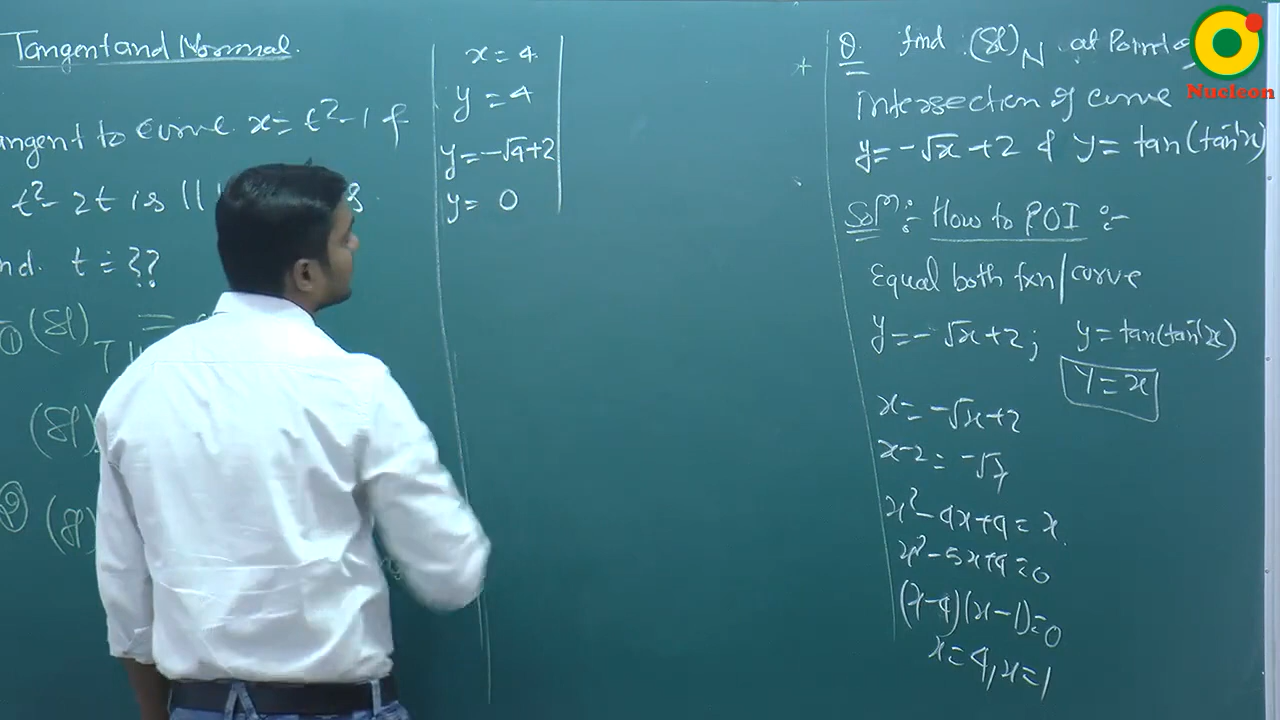 Tangent and Normal.
angent to curve x = t²-1 &
t²-2t is ||
nd. t = ??
① (Sl)T =
(Sl)
② (Sl)
x = 4
y = 4
y = -√4+2
y = 0
Q. find (Sl)N at Point o
intersection of curve
y = -√x + 2 & y = tan(tan⁻¹x)
Solⁿ:- How to POI :-
Equal both fxn/curve
y = -√x+2 ; y = tan(tan⁻¹x)
y = x
x = -√x+2
x-2 = -√x
x²-4x+4 = x.
x²-5x+4 = 0
(x-4)(x-1) = 0
x = 4, x = 1
Nucleon